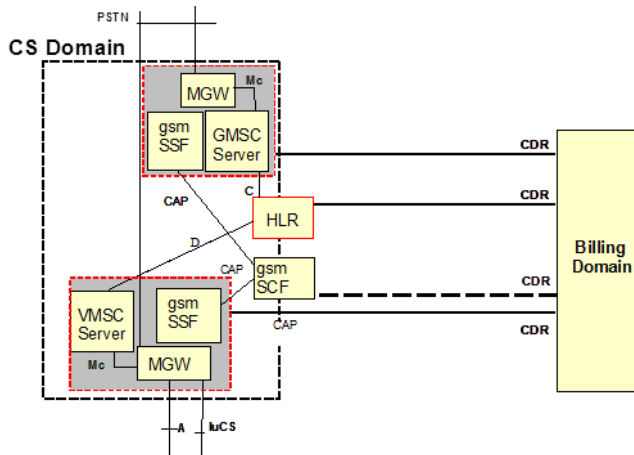 PSTN
CS Domain
MGW
Mc
gsm
SSF
GMSC
Server
CDR
CAP
C
CDR
HLR
D
Billing
Domain
CAP
gsm
SCF
CDR
gsm
SSF
VMSC
Server
CAP
CDR
Mc
MGW
A
IuCS